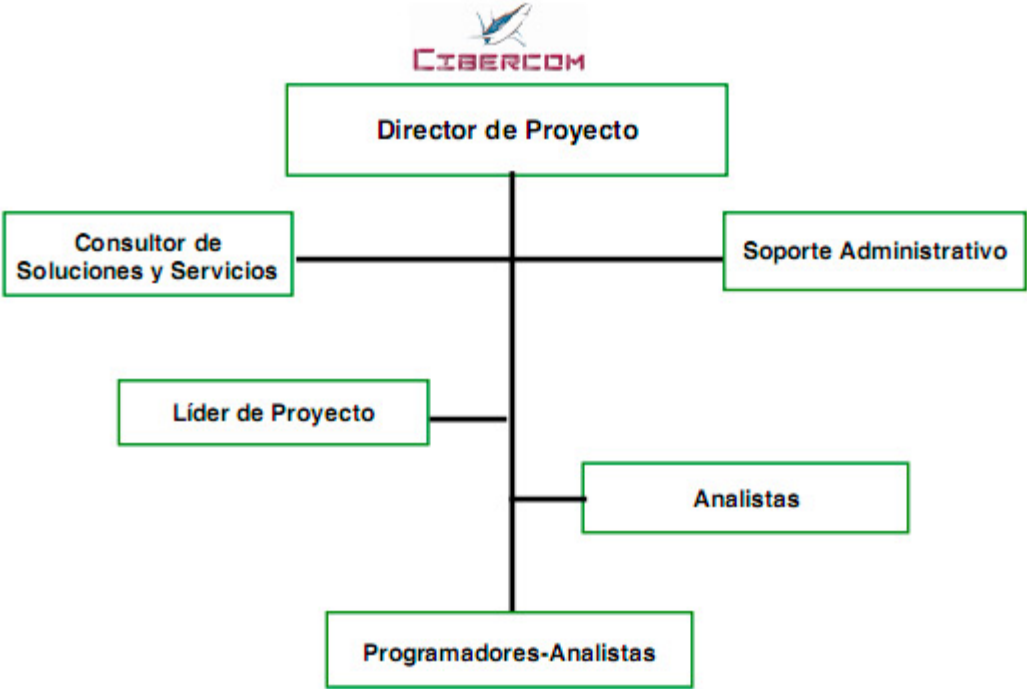 CIBERCOM
Director de Proyecto
Consultor de
Soluciones y Servicios
Soporte Administrativo
Líder de Proyecto
Analistas
Programadores-Analistas